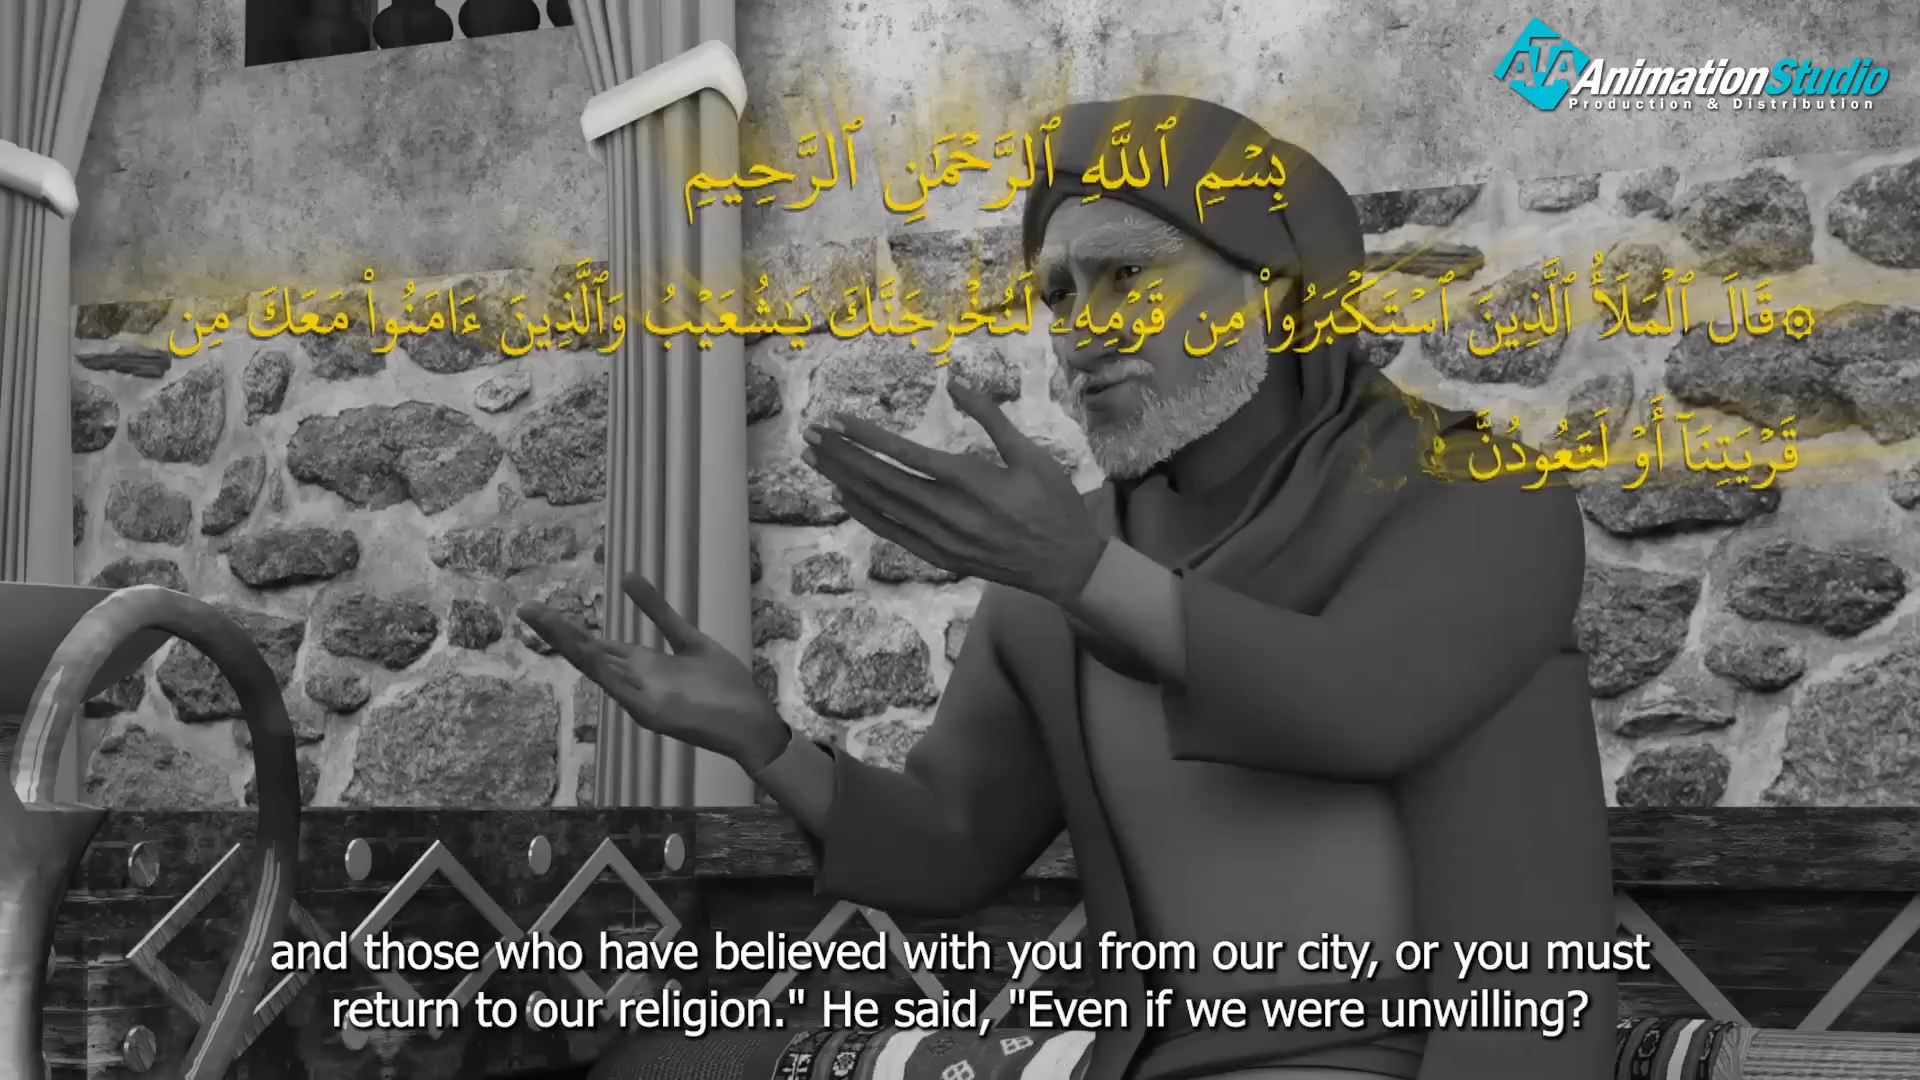 ATA AnimationStudio
Production & Distribution
بِسْمِ ٱللَّهِ ٱلرَّحْمَٰنِ ٱلرَّحِيمِ
۞ قَالَ ٱلْمَلَأُ ٱلَّذِينَ ٱسْتَكْبَرُوا۟ مِن قَوْمِهِۦ لَنُخْرِجَنَّكَ يَـٰشُعَيْبُ وَٱلَّذِينَ ءَامَنُوا۟ مَعَكَ مِن
قَرْيَتِنَآ أَوْ لَتَعُودُنَّ
and those who have believed with you from our city, or you must
return to our religion." He said, "Even if we were unwilling?